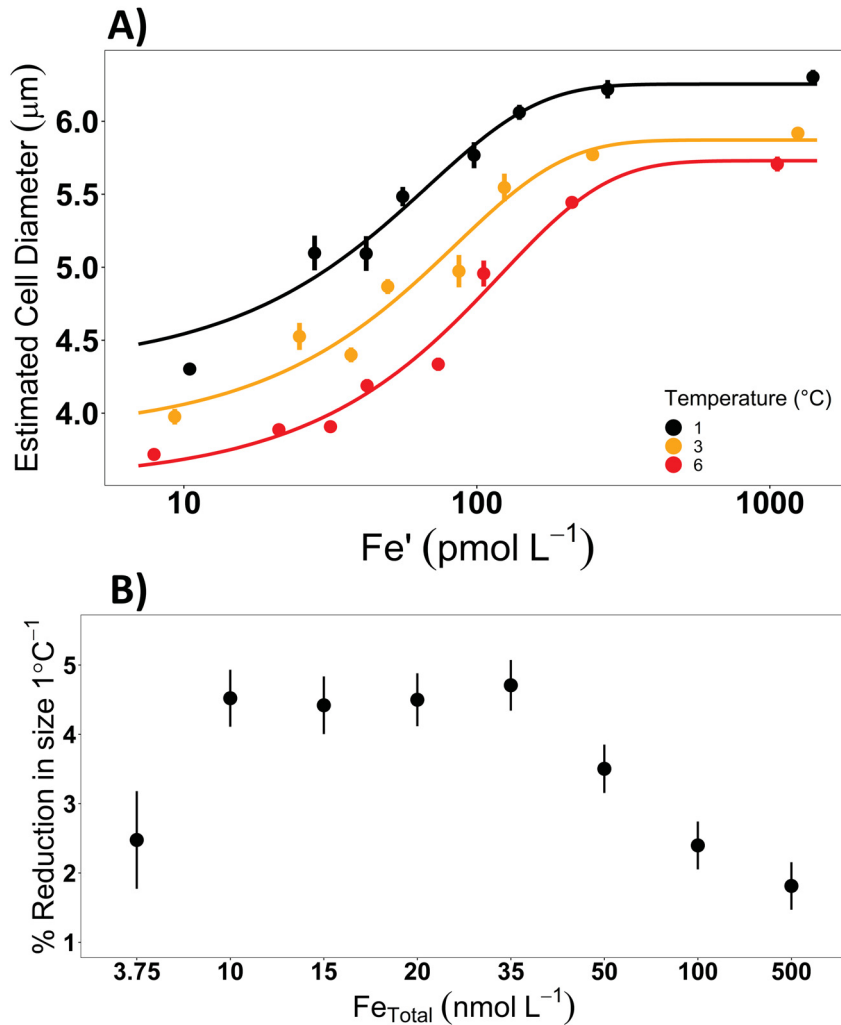 A)
Estimated Cell Diameter (μm)
6.0
5.5
5.0
4.5
4.0
Temperature (°C)
1
3
6
10 100 1000
Fe' (pmol L⁻¹)
B)
% Reduction in size 1°C⁻¹
5
4
3
2
1
3.75 10 15 20 35 50 100 500
Fe_Total (nmol L⁻¹)